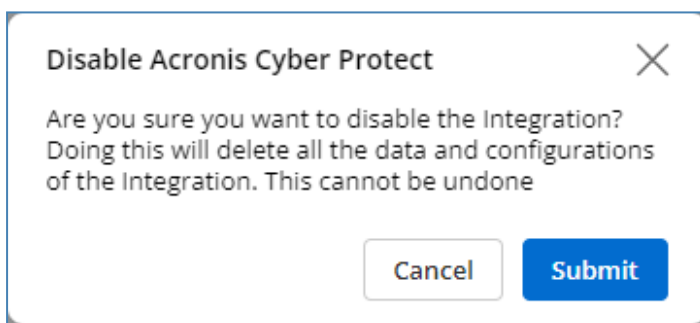 Disable Acronis Cyber Protect
Are you sure you want to disable the Integration?
Doing this will delete all the data and configurations
of the Integration. This cannot be undone
Cancel
Submit